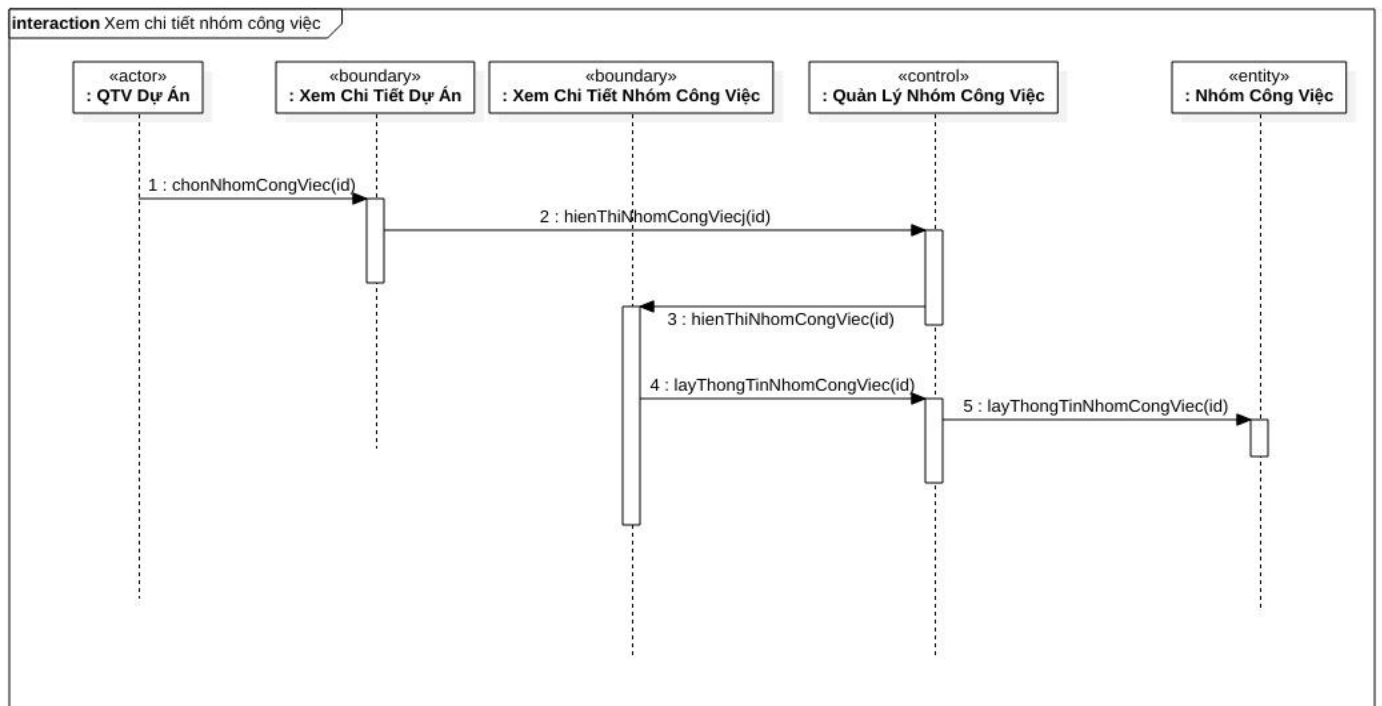 interaction Xem chi tiết nhóm công việc
«actor»
: QTV Dự Án
«boundary»
: Xem Chi Tiết Dự Án
«boundary»
: Xem Chi Tiết Nhóm Công Việc
«control»
: Quản Lý Nhóm Công Việc
«entity»
: Nhóm Công Việc
1 : chonNhomCongViec(id)
2 : hienThiNhomCongViecj(id)
3 : hienThiNhomCongViec(id)
4 : layThongTinNhomCongViec(id)
5 : layThongTinNhomCongViec(id)